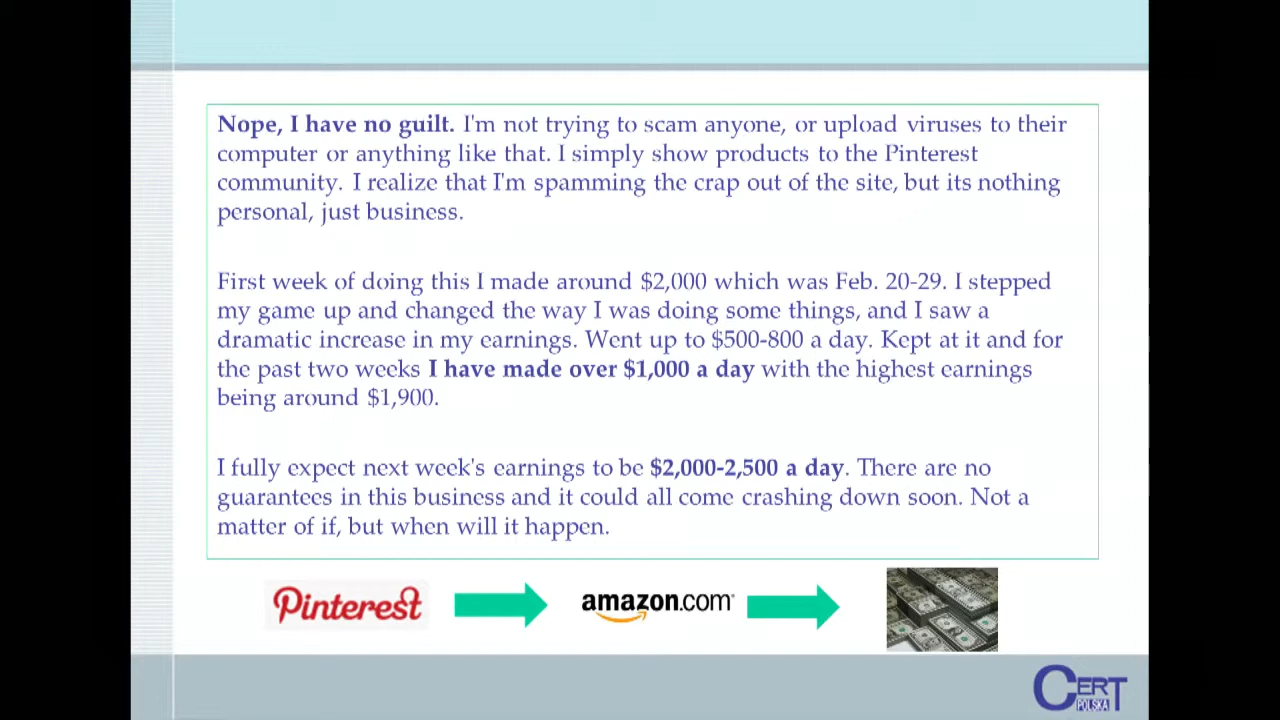 Nope, I have no guilt. I'm not trying to scam anyone, or upload viruses to their
computer or anything like that. I simply show products to the Pinterest
community. I realize that I'm spamming the crap out of the site, but its nothing
personal, just business.
First week of doing this I made around $2,000 which was Feb. 20-29. I stepped
my game up and changed the way I was doing some things, and I saw a
dramatic increase in my earnings. Went up to $500-800 a day. Kept at it and for
the past two weeks I have made over $1,000 a day with the highest earnings
being around $1,900.
I fully expect next week's earnings to be $2,000-2,500 a day. There are no
guarantees in this business and it could all come crashing down soon. Not a
matter of if, but when will it happen.
Pinterest
amazon.com
CERT
POLSKA